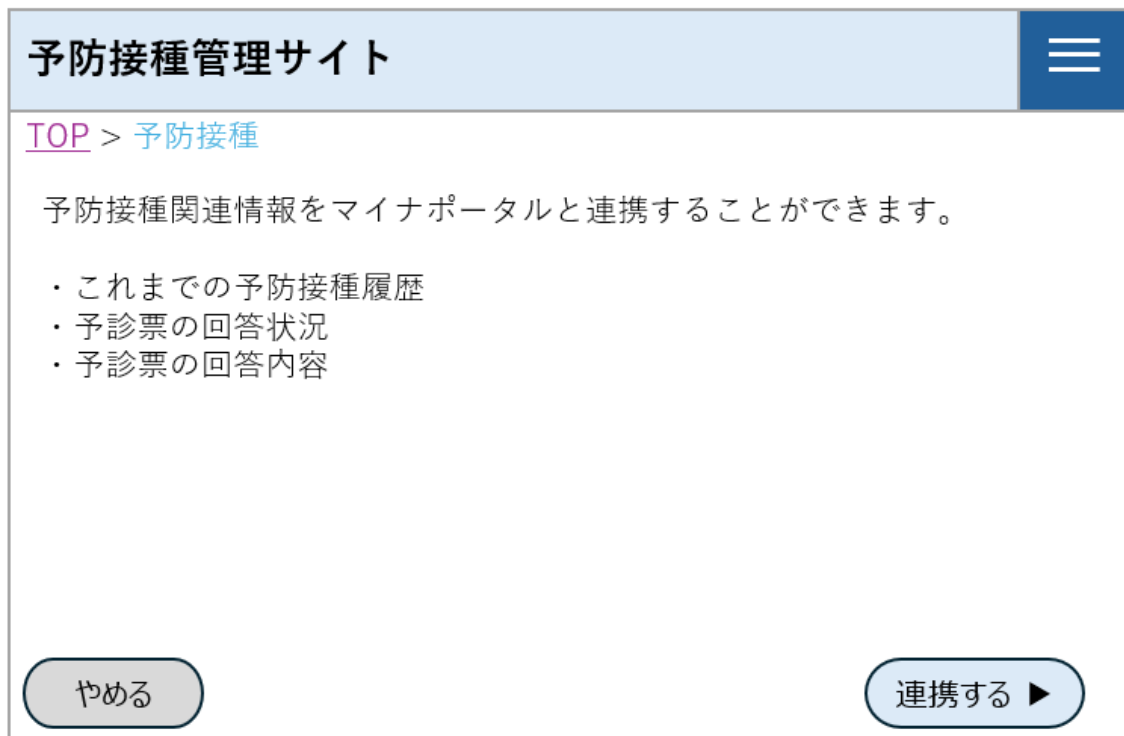 予防接種管理サイト
TOP > 予防接種
予防接種関連情報をマイナポータルと連携することができます。
・これまでの予防接種履歴
・予診票の回答状況
・予診票の回答内容
やめる
連携する ▶